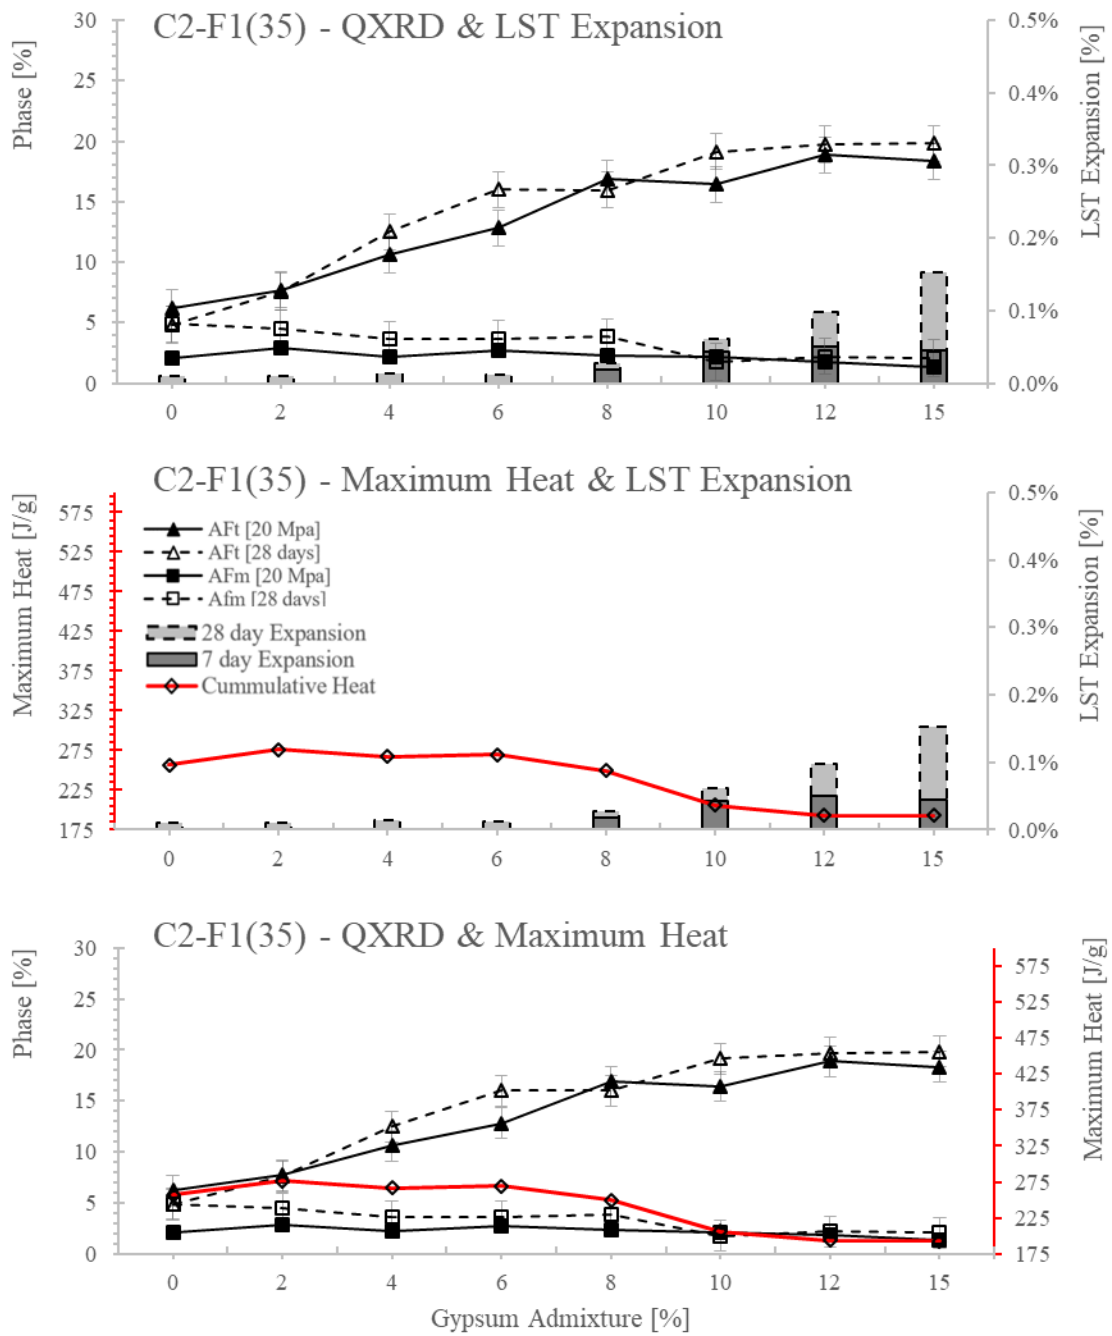 C2-F1(35) - QXRD & LST Expansion
Phase [%]
LST Expansion [%]
30
25
20
15
10
5
0
0.5%
0.4%
0.3%
0.2%
0.1%
0.0%
0 2 4 6 8 10 12 15
C2-F1(35) - Maximum Heat & LST Expansion
Maximum Heat [J/g]
LST Expansion [%]
575
525
475
425
375
325
275
225
175
AFt [20 Mpa]
AFt [28 days]
AFm [20 Mpa]
Afm [28 days]
28 day Expansion
7 day Expansion
Cummulative Heat
0.5%
0.4%
0.3%
0.2%
0.1%
0.0%
0 2 4 6 8 10 12 15
C2-F1(35) - QXRD & Maximum Heat
Phase [%]
Maximum Heat [J/g]
30
25
20
15
10
5
0
575
525
475
425
375
325
275
225
175
0 2 4 6 8 10 12 15
Gypsum Admixture [%]